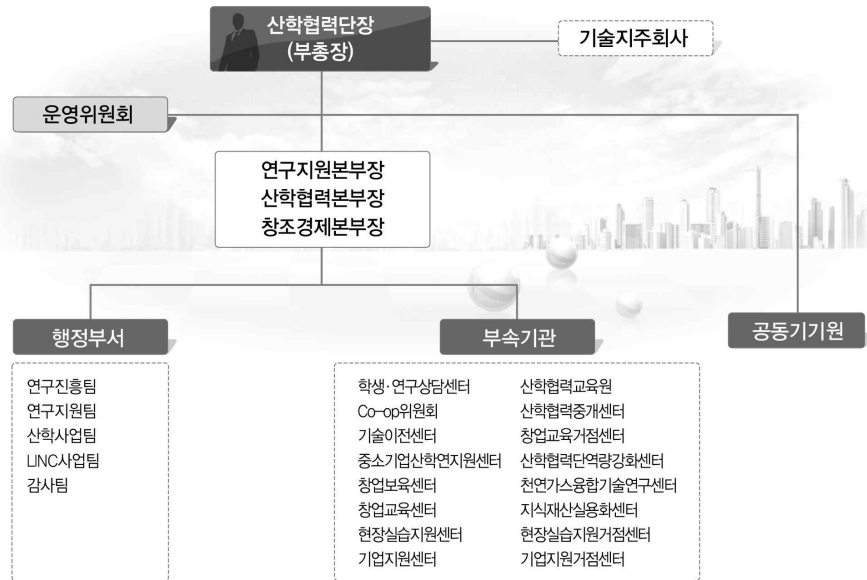 산학협력단장
(부총장)
기술지주회사
운영위원회
연구지원본부장
산학협력본부장
창조경제본부장
행정부서
부속기관
공동기기원
연구진흥팀
연구지원팀
산학사업팀
LINC사업팀
감사팀
학생·연구상담센터
Co-op위원회
기술이전센터
중소기업산학연지원센터
창업보육센터
창업교육센터
현장실습지원센터
기업지원센터
산학협력교육원
산학협력중개센터
창업교육거점센터
산학협력단역량강화센터
천연가스융합기술연구센터
지식재산실용화센터
현장실습지원거점센터
기업지원거점센터